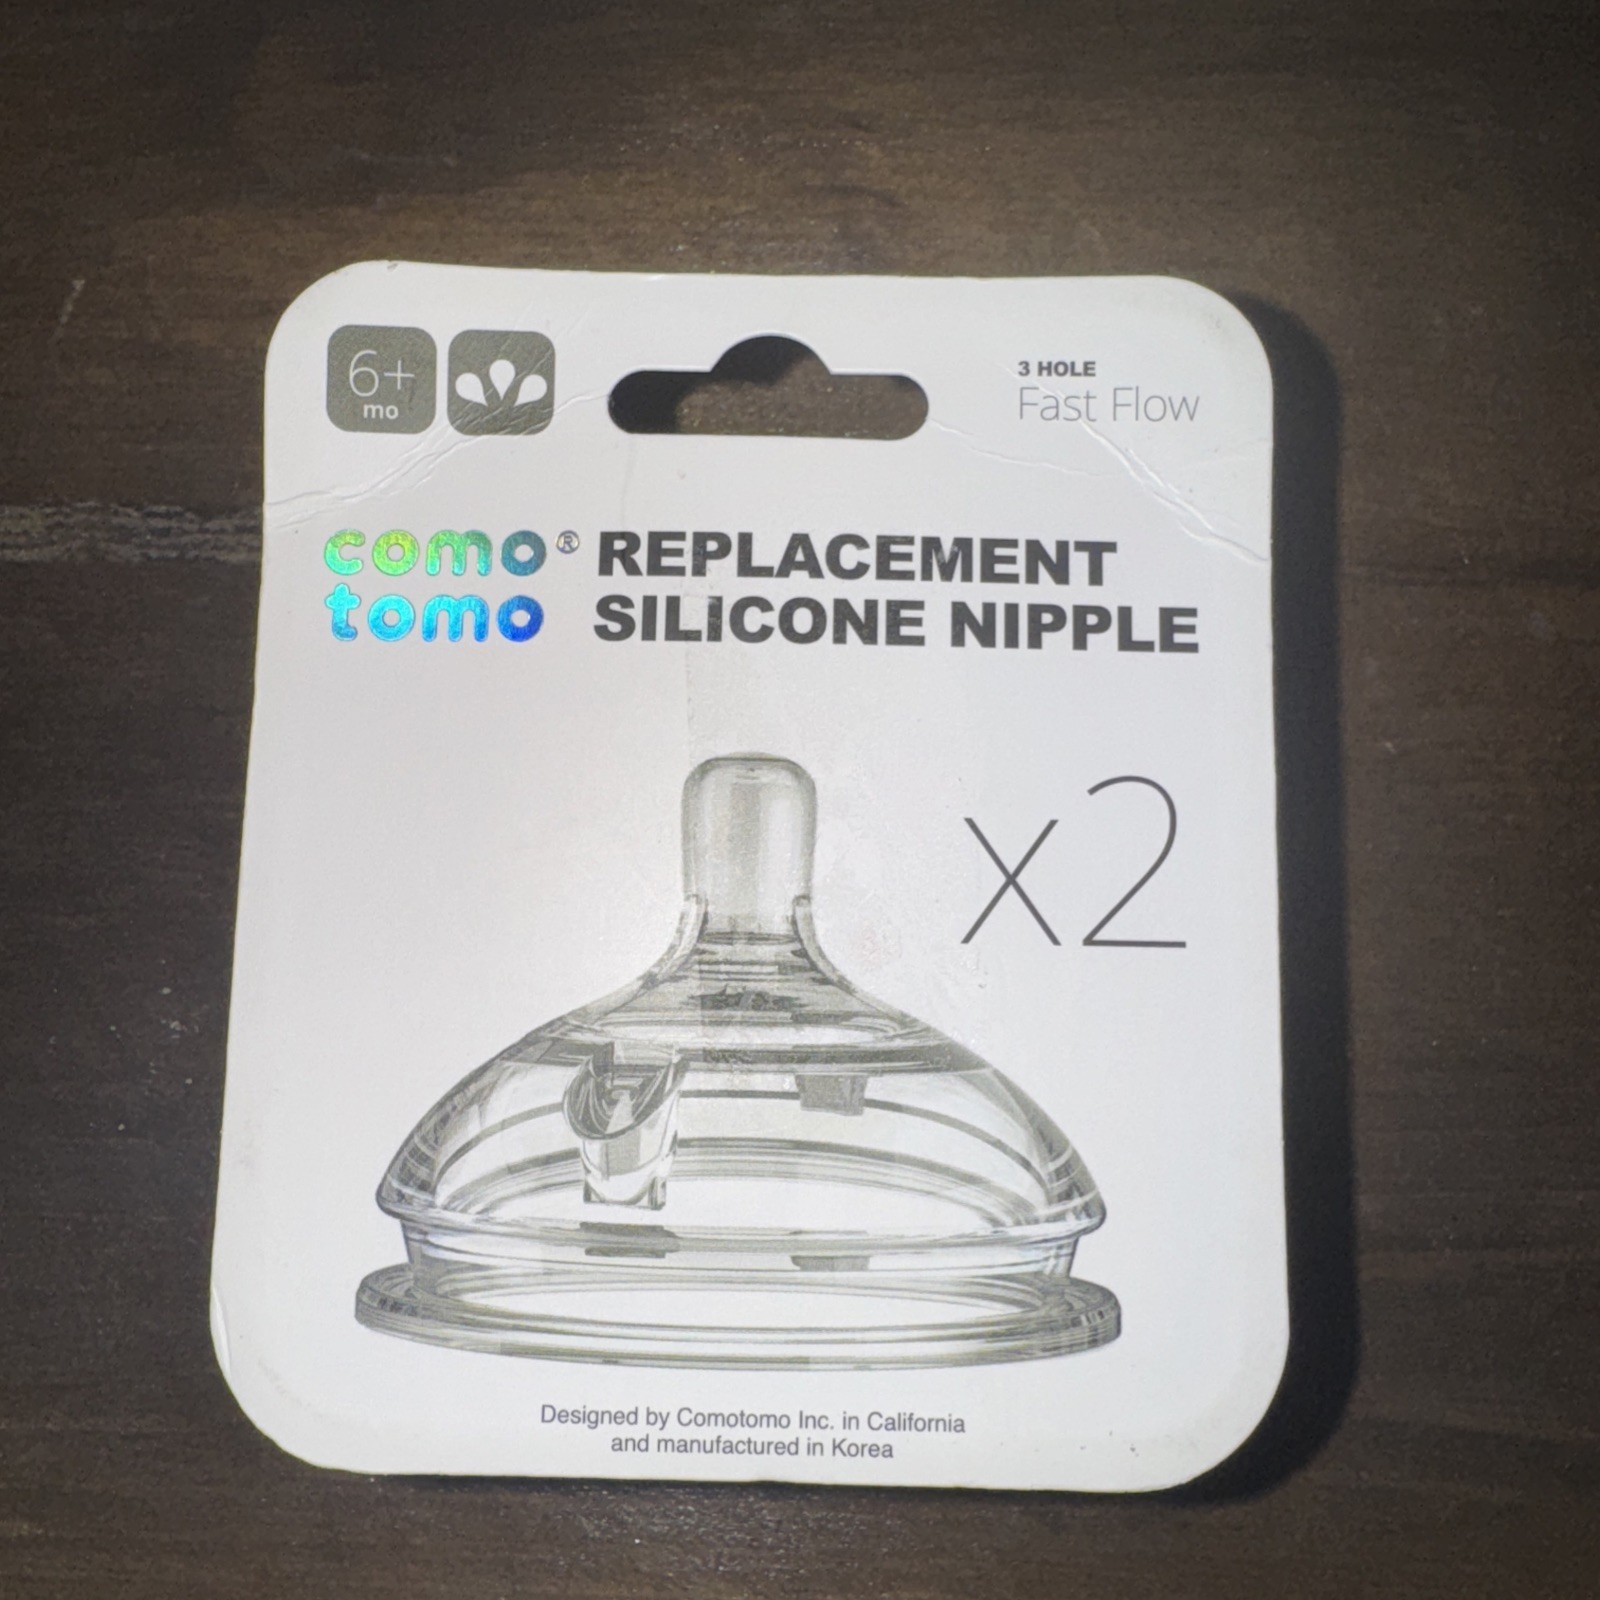 6+
mo
3 HOLE
Fast Flow
como®
tomo
REPLACEMENT
SILICONE NIPPLE
x2
Designed by Comotomo Inc. in California
and manufactured in Korea